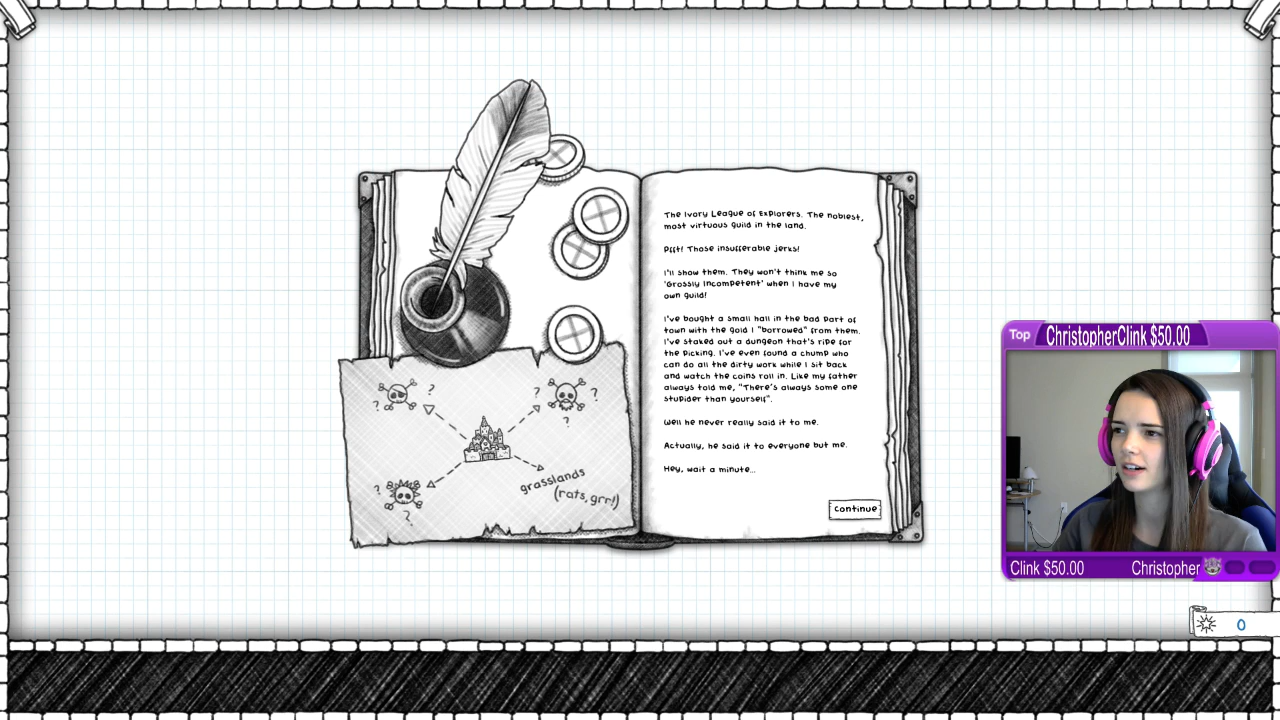 The Ivory League of Explorers. The noblest,
most virtuous guild in the land.
Pfft! Those insufferable jerks!
I'll show them. They won't think me so
'Grossly Incompetent' when I have my
own guild!
I've bought a small hall in the bad part of
town with the gold I "borrowed" from them.
I've staked out a dungeon that's ripe for
the picking. I've even found a chump who
can do all the dirty work while I sit back
and watch the coins roll in. Like my father
always told me, "There's always some one
stupider than yourself".
Well he never really said it to me.
Actually, he said it to everyone but me.
Hey, wait a minute...
Continue
? ? ? ? ?
grasslands
(rats, grr!)
? ?
Top ChristopherClink $50.00
Clink $50.00 Christopher
0